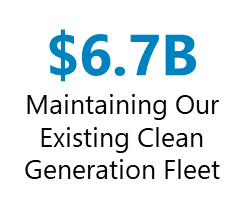 $6.7B
Maintaining Our
Existing Clean
Generation Fleet